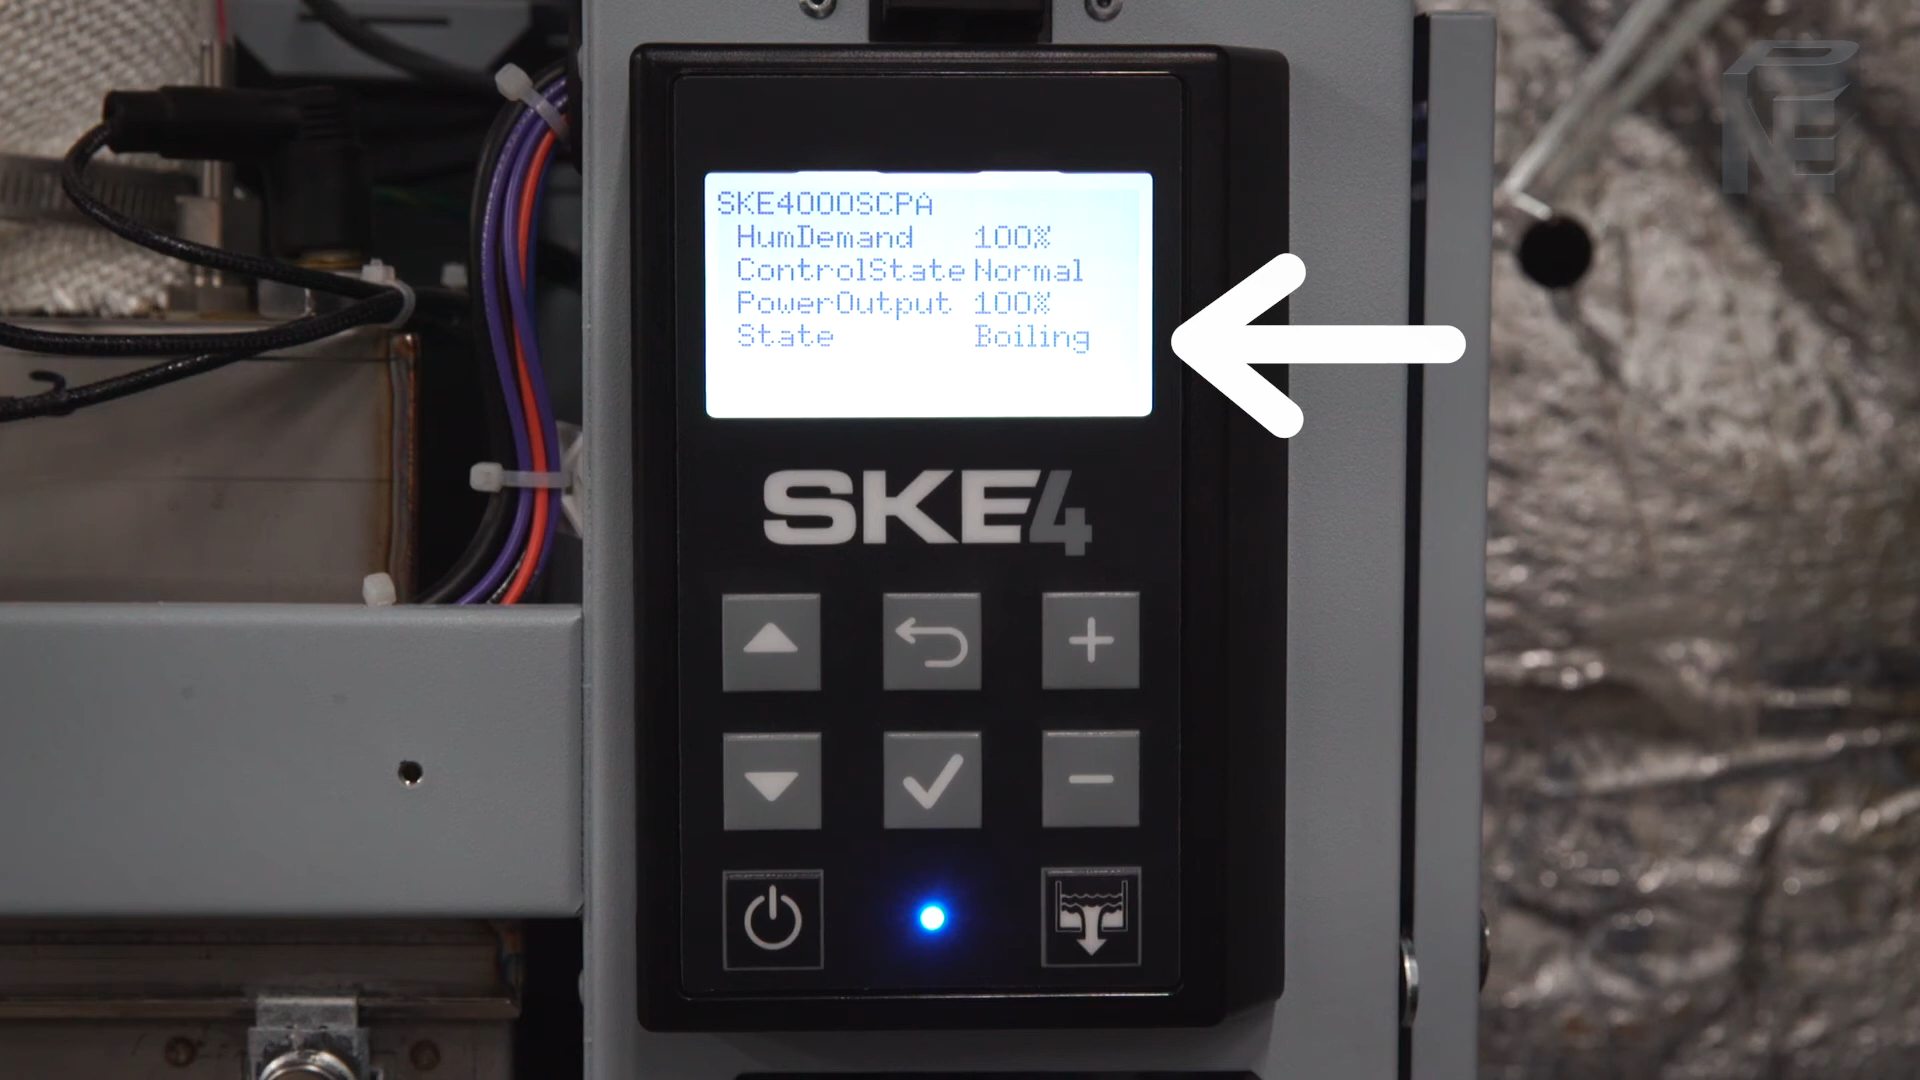 SKE4000SCPA
HumDemand 100%
ControlState Normal
PowerOutput 100%
State Boiling
SKE4